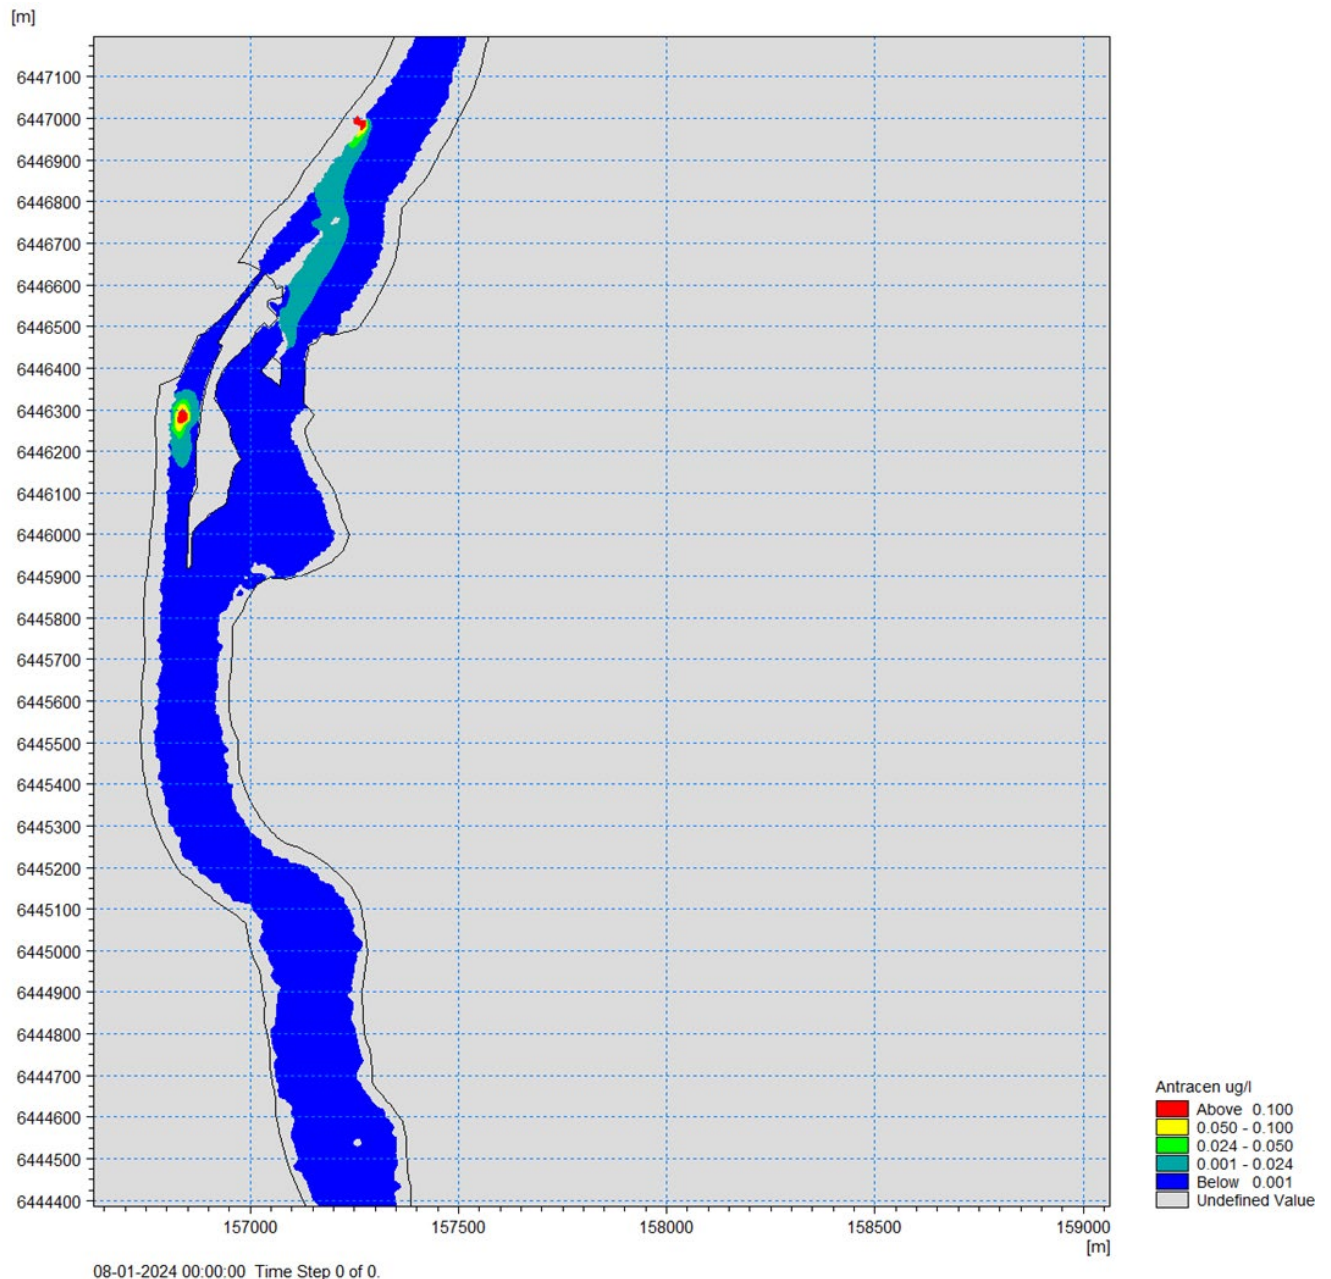 [m]
6447100
6447000
6446900
6446800
6446700
6446600
6446500
6446400
6446300
6446200
6446100
6446000
6445900
6445800
6445700
6445600
6445500
6445400
6445300
6445200
6445100
6445000
6444900
6444800
6444700
6444600
6444500
6444400
157000 157500 158000 158500 159000
[m]
Antracen ug/l
Above 0.100
0.050 - 0.100
0.024 - 0.050
0.001 - 0.024
Below 0.001
Undefined Value
08-01-2024 00:00:00 Time Step 0 of 0.